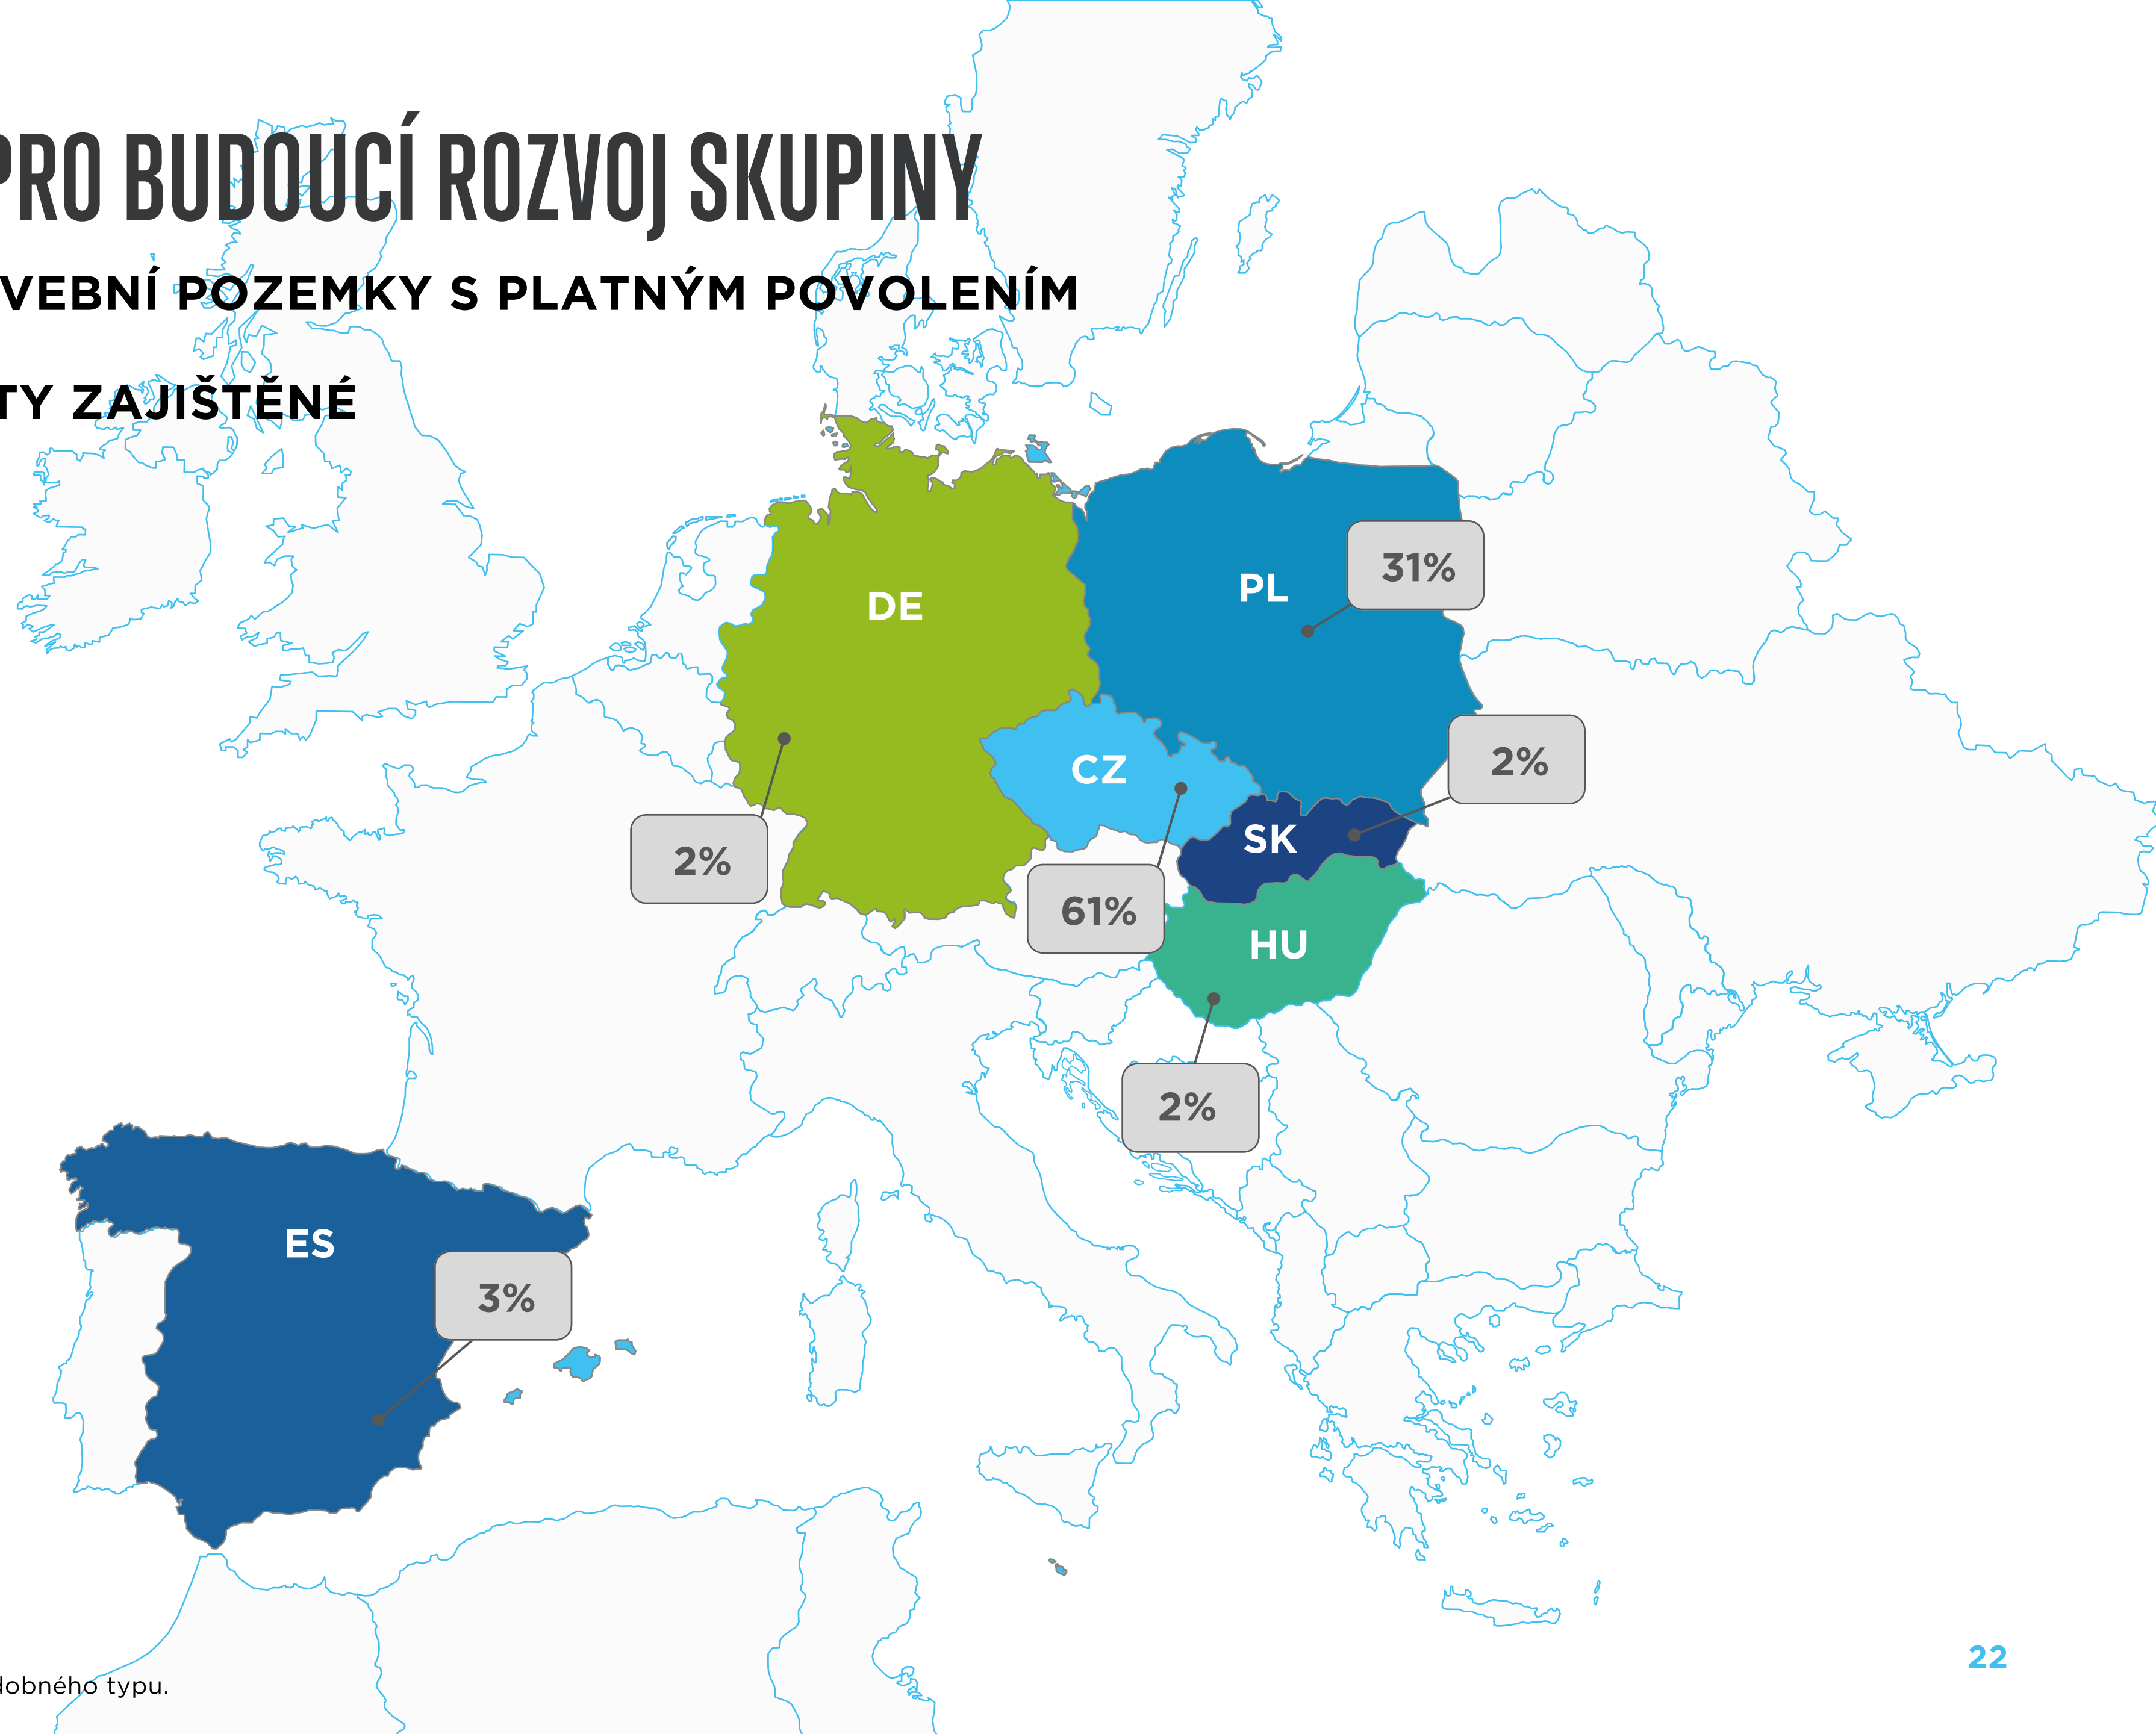 PRO BUDOUCÍ ROZVOJ SKUPINY
VEBNÍ POZEMKY S PLATNÝM POVOLENÍM
TY ZAJIŠTĚNÉ
DE
PL
31%
2%
CZ
SK
2%
61%
HU
2%
ES
3%
22
dobného typu.